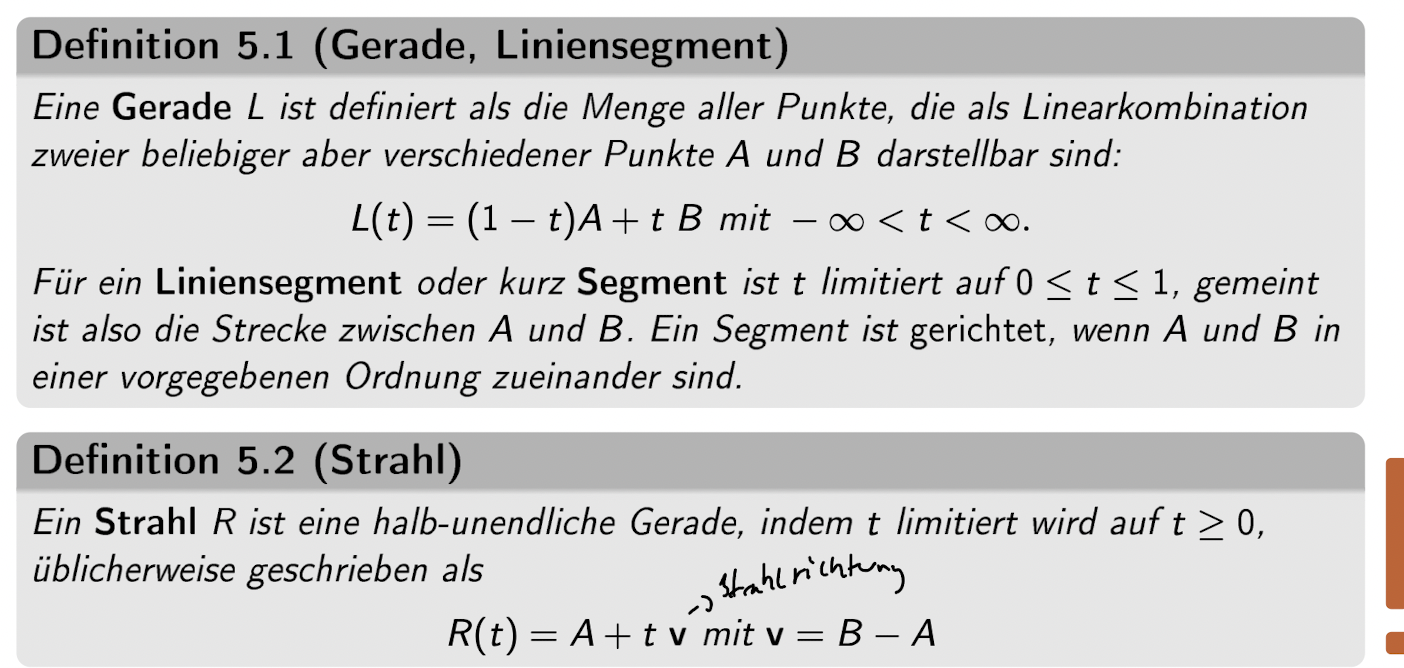 Definition 5.1 (Gerade, Liniensegment)
Eine Gerade L ist definiert als die Menge aller Punkte, die als Linearkombination
zweier beliebiger aber verschiedener Punkte A und B darstellbar sind:
L(t) = (1 − t)A + t B mit − ∞ < t < ∞.
Für ein Liniensegment oder kurz Segment ist t limitiert auf 0 ≤ t ≤ 1, gemeint
ist also die Strecke zwischen A und B. Ein Segment ist gerichtet, wenn A und B in
einer vorgegebenen Ordnung zueinander sind.
Definition 5.2 (Strahl)
Ein Strahl R ist eine halb-unendliche Gerade, indem t limitiert wird auf t ≥ 0,
üblicherweise geschrieben als
→ Strahlrichtung
R(t) = A + t v mit v = B − A